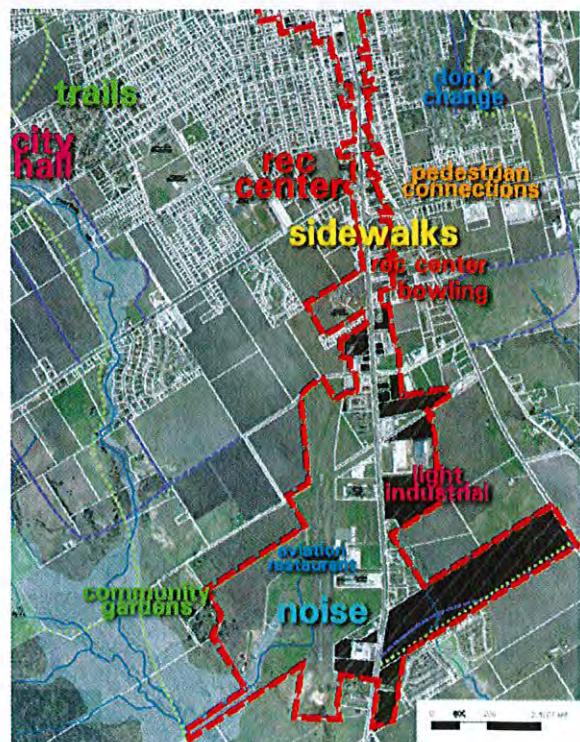 trails
don't
change
city
hall
rec
center
pedestrian
connections
sidewalks
rec center
bowling
light
industrial
aviation
restaurant
community
gardens
noise